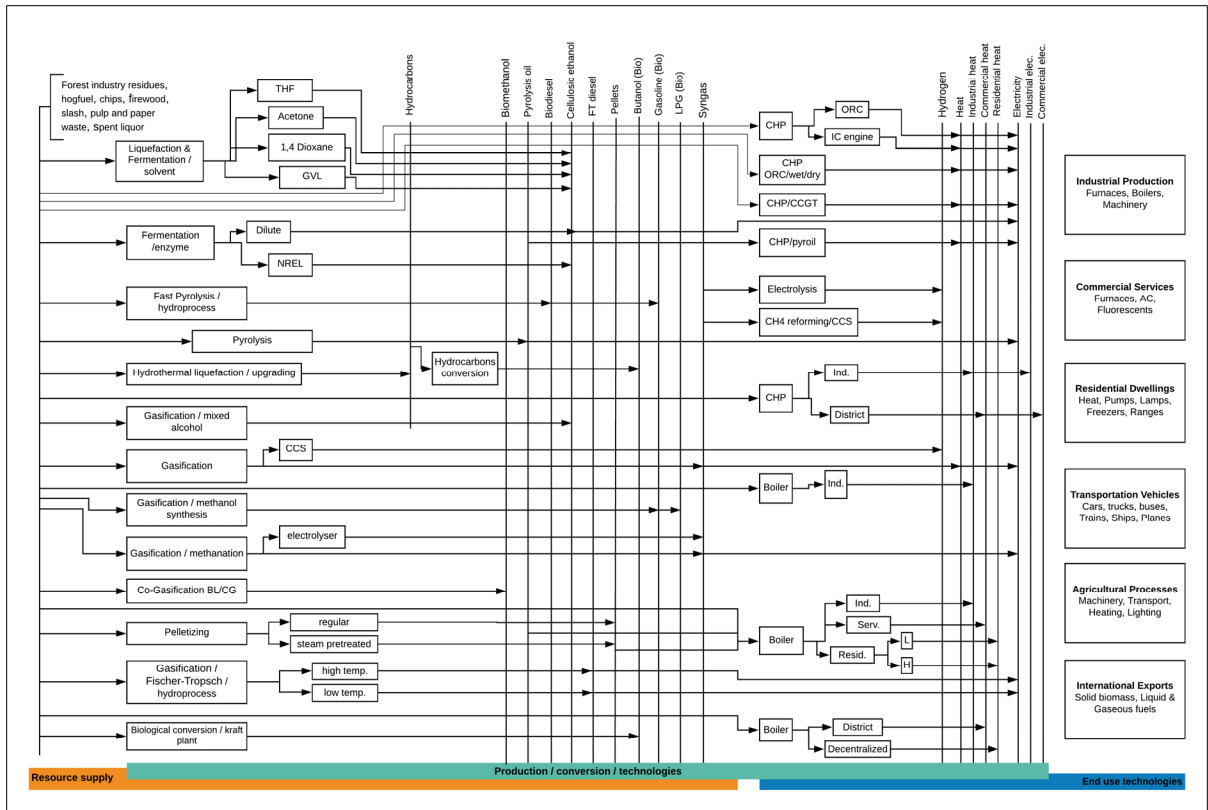 Forest industry residues,
hogfuel, chips, firewood,
slash, pulp and paper
waste, spent liquor
Hydrocarbons
Biomethanol
Pyrolysis oil
Biodiesel
Cellulosic ethanol
FT diesel
Pellets
Butanol (Bio)
Gasoline (Bio)
LPG (Bio)
Syngas
Hydrogen
Heat
Industrial heat
Commercial heat
Residential heat
Electricity
Industrial elec.
Commercial elec.
THF
Acetone
1,4 Dioxane
GVL
Liquefaction &
Fermentation /
solvent
Fermentation
/enzyme
Dilute
NREL
Fast Pyrolysis /
hydroprocess
Pyrolysis
Hydrothermal liquefaction / upgrading
Hydrocarbons
conversion
Gasification / mixed
alcohol
Gasification
CCS
Gasification / methanol
synthesis
Gasification / methanation
electrolyser
Co-Gasification BL/CG
Pelletizing
regular
steam pretreated
Gasification /
Fischer-Tropsch /
hydroprocess
high temp.
low temp.
Biological conversion / kraft
plant
CHP
ORC
IC engine
CHP
ORC/wet/dry
CHP/CCGT
CHP/pyroil
Electrolysis
CH4 reforming/CCS
CHP
Ind.
District
Boiler
Ind.
Boiler
Ind.
Serv.
Resid.
L
H
Boiler
District
Decentralized
Industrial Production
Furnaces, Boilers,
Machinery
Commercial Services
Furnaces, AC,
Fluorescents
Residential Dwellings
Heat, Pumps, Lamps,
Freezers, Ranges
Transportation Vehicles
Cars, trucks, buses,
Trains, Ships, Planes
Agricultural Processes
Machinery, Transport,
Heating, Lighting
International Exports
Solid biomass, Liquid &
Gaseous fuels
Resource supply
Production / conversion / technologies
End use technologies